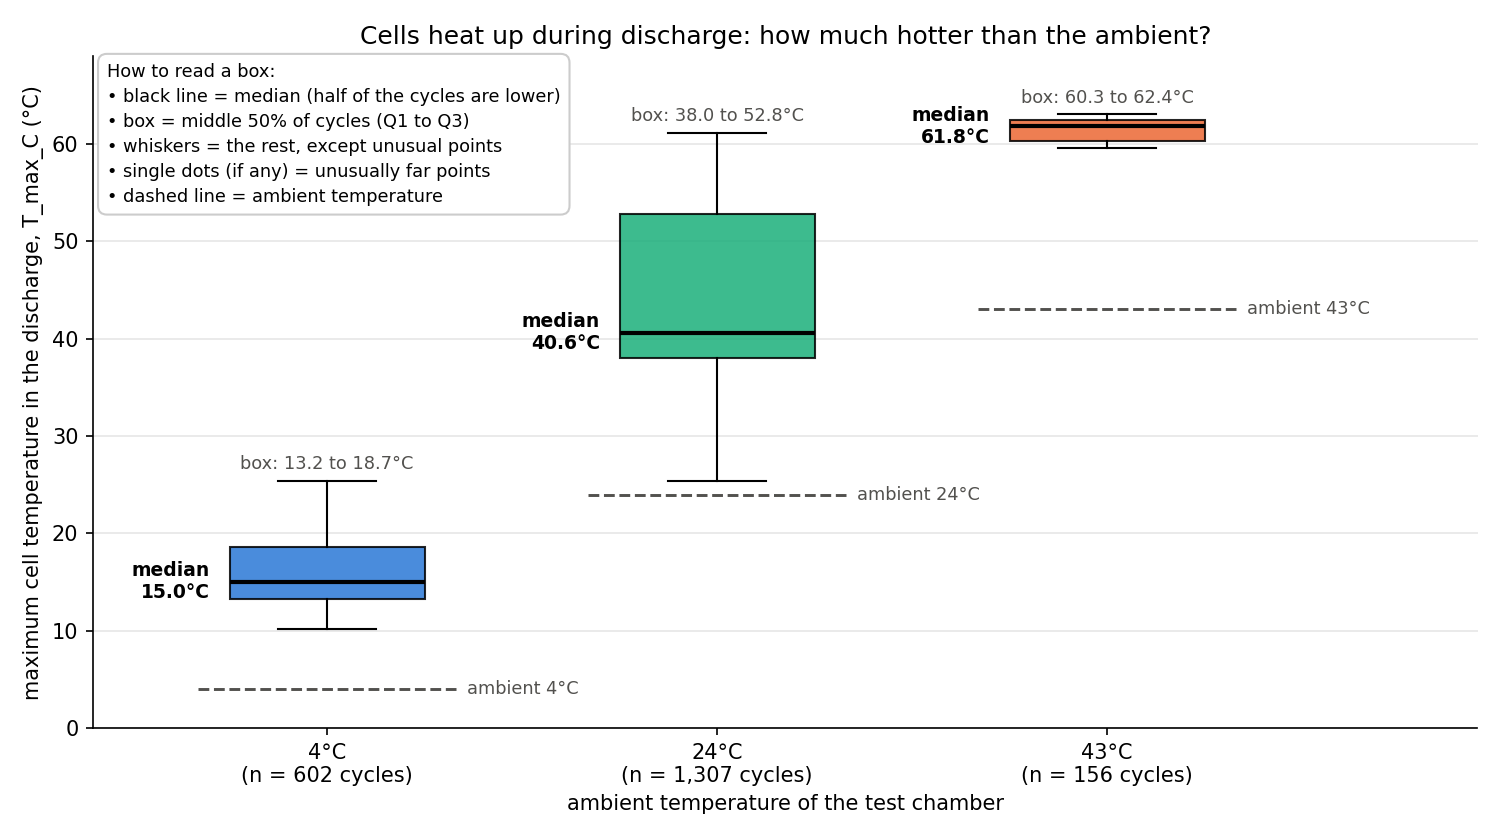 Cells heat up during discharge: how much hotter than the ambient?
How to read a box:
• black line = median (half of the cycles are lower)
• box = middle 50% of cycles (Q1 to Q3)
• whiskers = the rest, except unusual points
• single dots (if any) = unusually far points
• dashed line = ambient temperature
maximum cell temperature in the discharge, T_max_C (°C)
60
50
40
30
20
10
0
box: 13.2 to 18.7°C
median
15.0°C
ambient 4°C
box: 38.0 to 52.8°C
median
40.6°C
ambient 24°C
box: 60.3 to 62.4°C
median
61.8°C
ambient 43°C
4°C
(n = 602 cycles)
24°C
(n = 1,307 cycles)
43°C
(n = 156 cycles)
ambient temperature of the test chamber